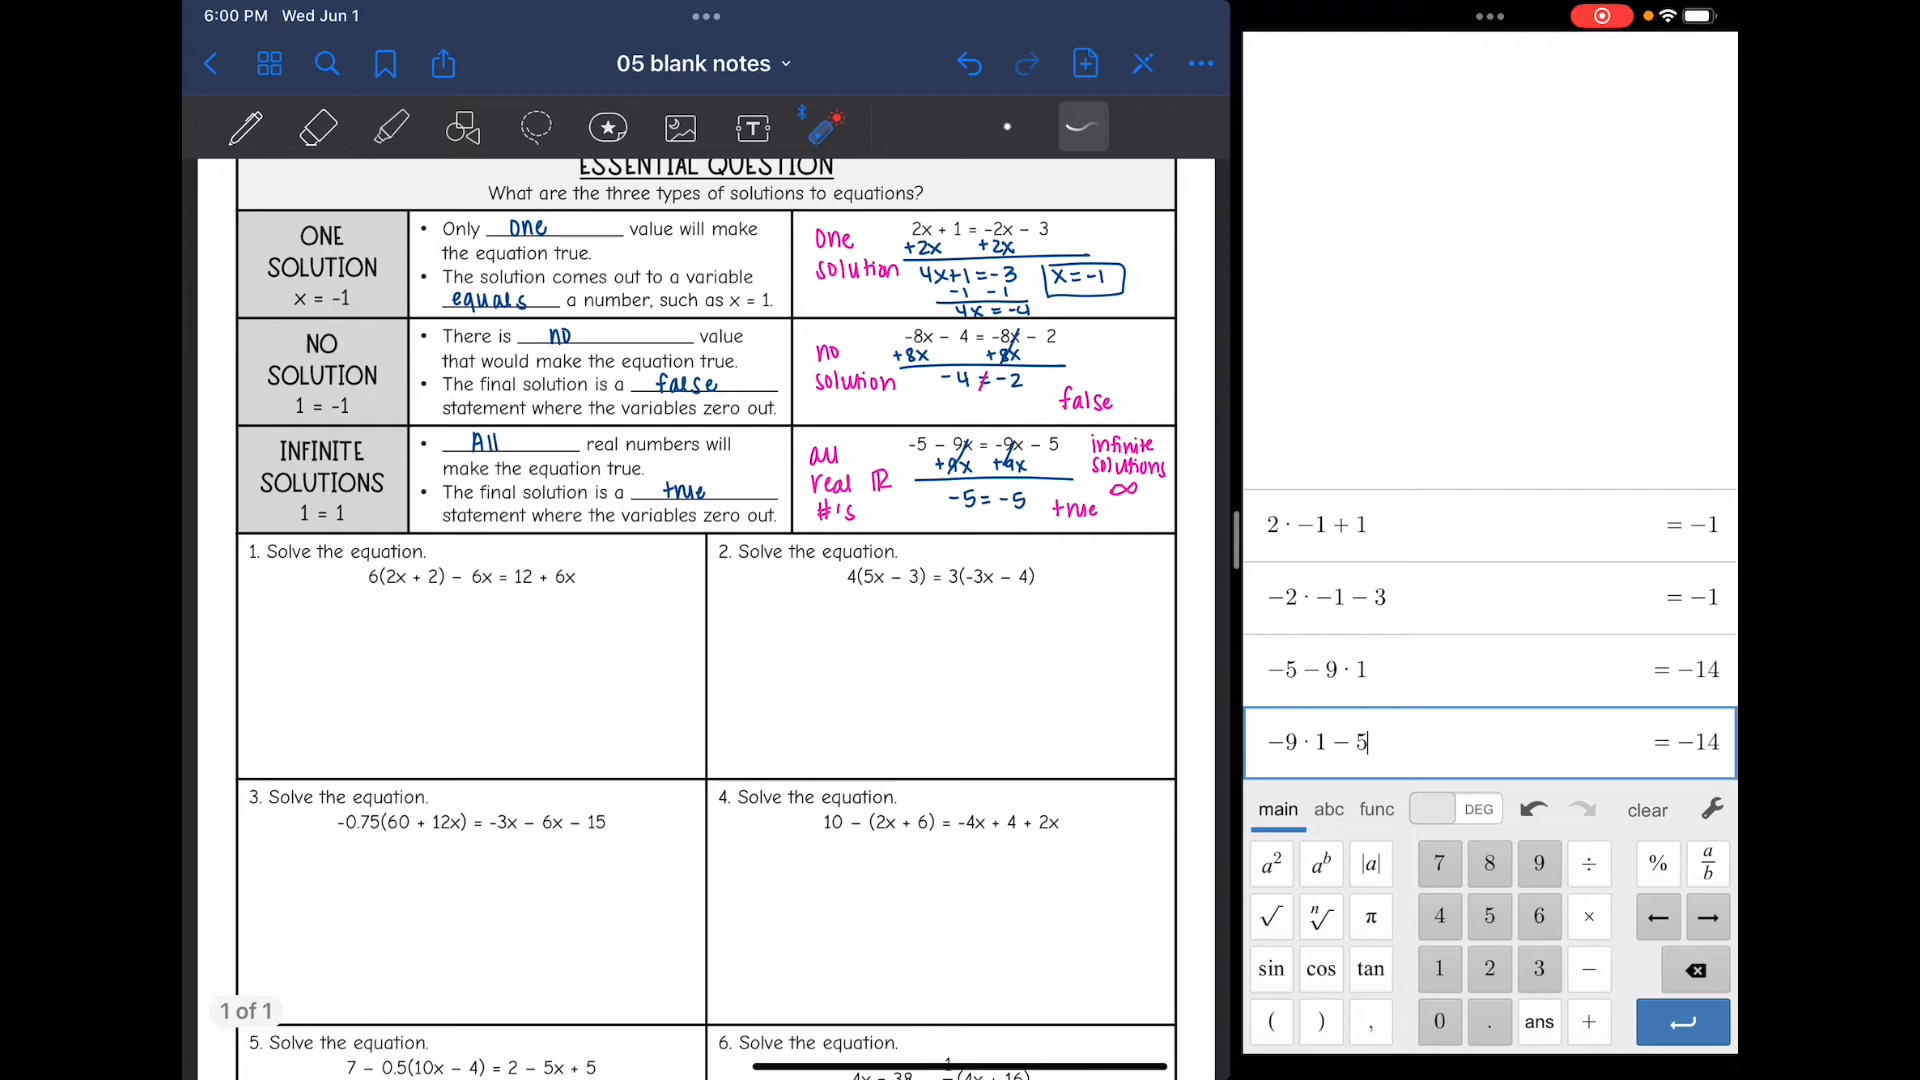 6:00 PM Wed Jun 1
05 blank notes
ESSENTIAL QUESTION
What are the three types of solutions to equations?
ONE
SOLUTION
x = -1
• Only one value will make
the equation true.
• The solution comes out to a variable
equals a number, such as x = 1.
one
solution
2x + 1 = -2x - 3
+2x +2x
4x+1=-3
-1 -1
4x = -4
x=-1
NO
SOLUTION
1 = -1
• There is no value
that would make the equation true.
• The final solution is a false
statement where the variables zero out.
no
solution
-8x - 4 = -8x - 2
+8x +8x
-4 ≠ -2
false
INFINITE
SOLUTIONS
1 = 1
• All real numbers will
make the equation true.
• The final solution is a true
statement where the variables zero out.
all
real ℝ
#'s
-5 - 9x = -9x - 5
+9x +9x
-5 = -5
true
infinite
solutions
∞
1. Solve the equation.
6(2x + 2) - 6x = 12 + 6x
2. Solve the equation.
4(5x - 3) = 3(-3x - 4)
3. Solve the equation.
-0.75(60 + 12x) = -3x - 6x - 15
4. Solve the equation.
10 - (2x + 6) = -4x + 4 + 2x
1 of 1
5. Solve the equation.
7 - 0.5(10x - 4) = 2 - 5x + 5
6. Solve the equation.
2 · −1 + 1 = −1
−2 · −1 − 3 = −1
−5 − 9 · 1 = −14
−9 · 1 − 5 = −14
main abc func DEG clear
a² aᵇ |a| 7 8 9 ÷ % a/b
√ ⁿ√ π 4 5 6 × ← →
sin cos tan 1 2 3 −
( ) , 0 . ans +